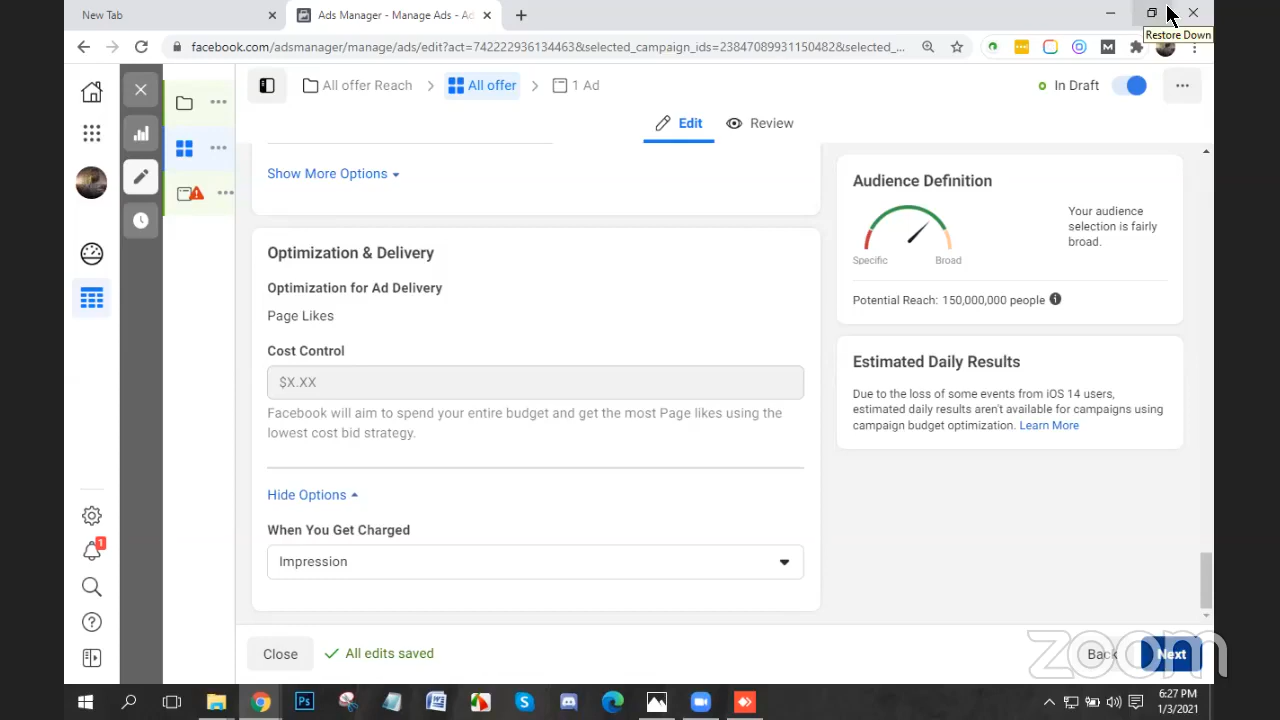 New Tab
Ads Manager - Manage Ads - Ad
Restore Down
facebook.com/adsmanager/manage/ads/edit?act=742222936134463&selected_campaign_ids=23847089931150482&selected_...
All offer Reach
All offer
1 Ad
In Draft
Edit
Review
Show More Options
Optimization & Delivery
Optimization for Ad Delivery
Page Likes
Cost Control
$X.XX
Facebook will aim to spend your entire budget and get the most Page likes using the
lowest cost bid strategy.
Hide Options
When You Get Charged
Impression
Audience Definition
Your audience
selection is fairly
broad.
Specific
Broad
Potential Reach: 150,000,000 people
Estimated Daily Results
Due to the loss of some events from iOS 14 users,
estimated daily results aren't available for campaigns using
campaign budget optimization. Learn More
1
Close
All edits saved
Back
Next
zoom
6:27 PM
1/3/2021